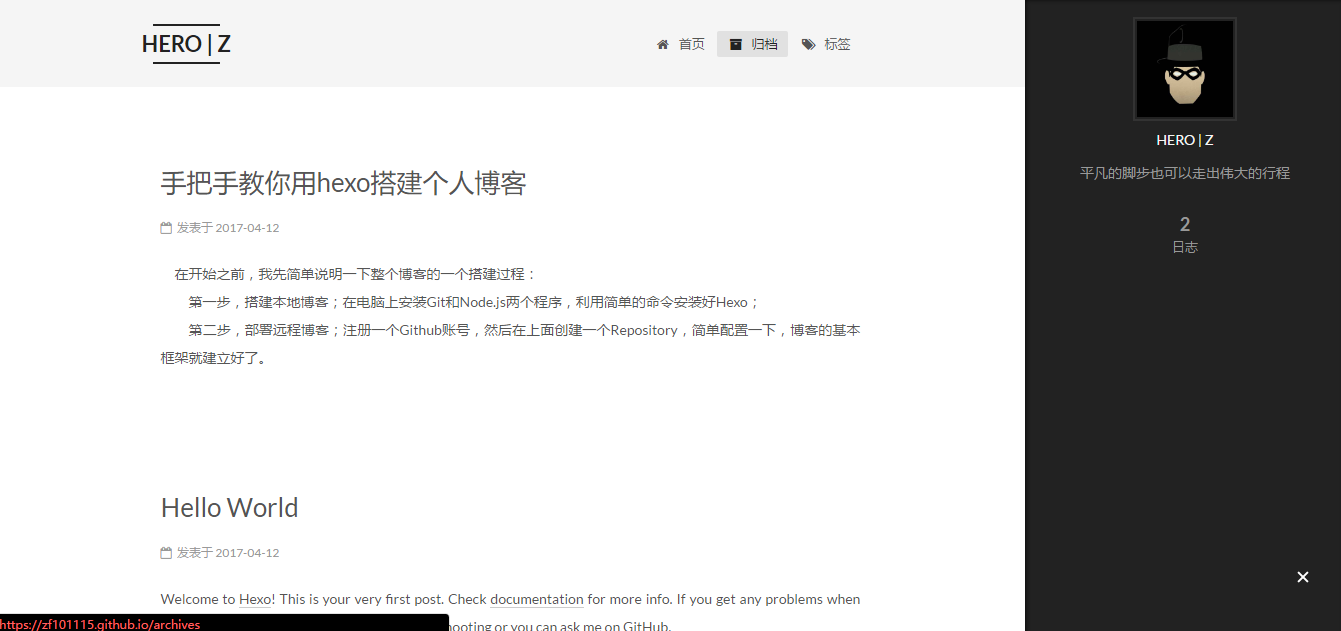 HERO | Z
首页
归档
标签
HERO | Z
平凡的脚步也可以走出伟大的行程
2
日志
手把手教你用hexo搭建个人博客
发表于 2017-04-12
在开始之前，我先简单说明一下整个博客的一个搭建过程：
第一步，搭建本地博客；在电脑上安装Git和Node.js两个程序，利用简单的命令安装好Hexo；
第二步，部署远程博客；注册一个Github账号，然后在上面创建一个Repository，简单配置一下，博客的基本
框架就建立好了。
Hello World
发表于 2017-04-12
Welcome to Hexo! This is your very first post. Check documentation for more info. If you get any problems when
or you can ask me on GitHub.
https://zf101115.github.io/archives